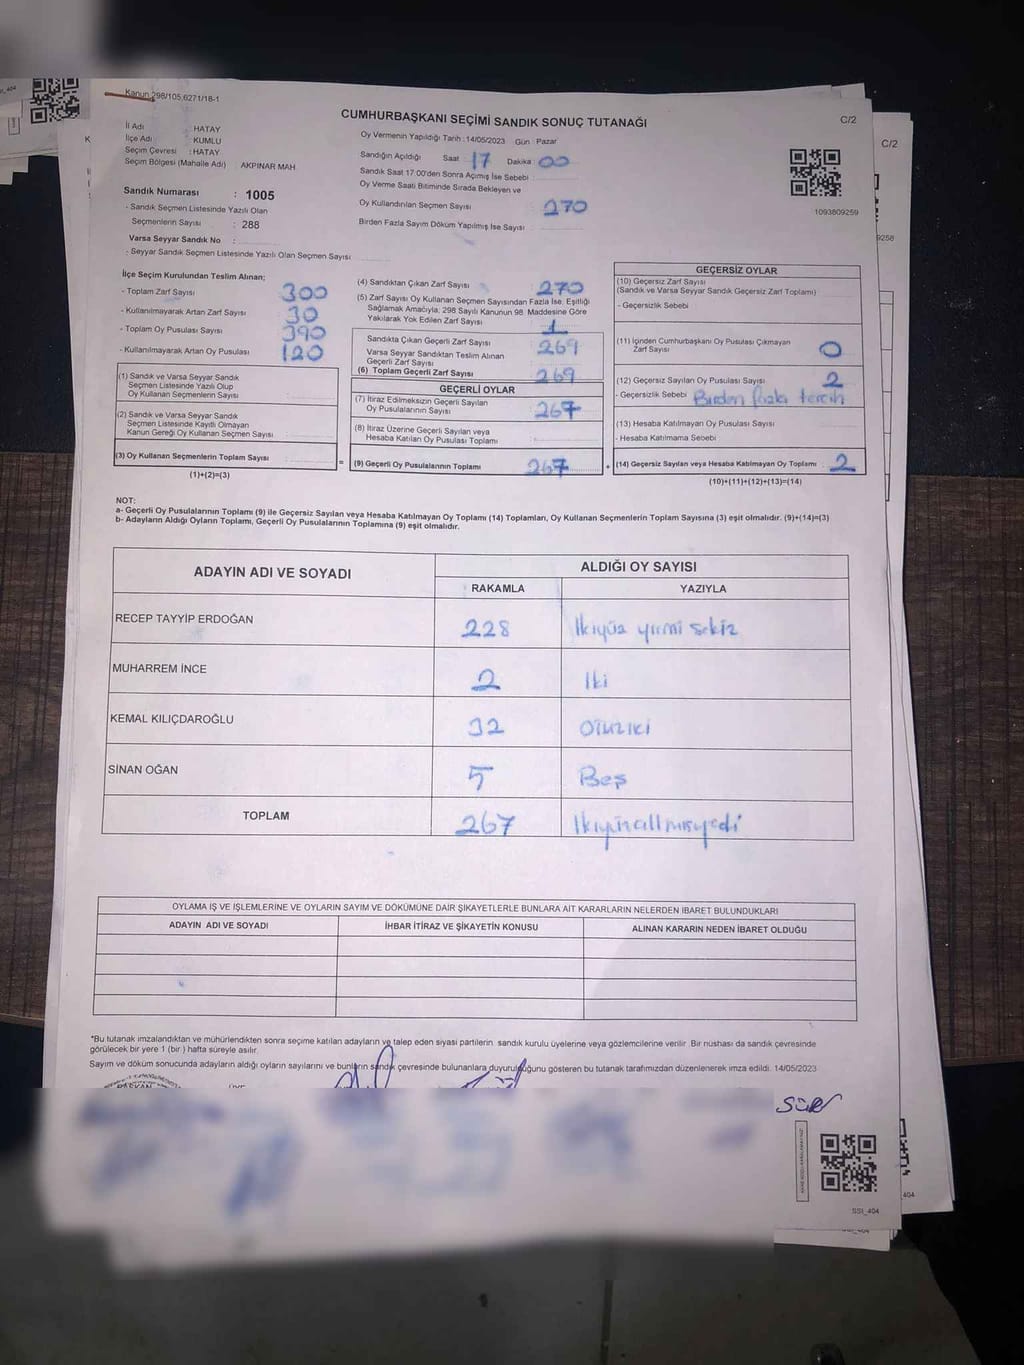 Kanun 298/105,6271/18-1
CUMHURBAŞKANI SEÇİMİ SANDIK SONUÇ TUTANAĞI
C/2
İl Adı : HATAY
İlçe Adı : KUMLU
Seçim Çevresi : HATAY
Seçim Bölgesi (Mahalle Adı) AKPINAR MAH
Sandık Numarası : 1005
- Sandık Seçmen Listesinde Yazılı Olan
Seçmenlerin Sayısı : 288
Varsa Seyyar Sandık No :
- Seyyar Sandık Seçmen Listesinde Yazılı Olan Seçmen Sayısı
Oy Vermenin Yapıldığı Tarih : 14/05/2023 Gün : Pazar
Sandığın Açıldığı Saat 17 Dakika 00
Sandık Saat 17:00'den Sonra Açımış İse Sebebi :
Oy Verme Saati Bitiminde Sırada Bekleyen ve
Oy Kullandırılan Seçmen Sayısı 270
Birden Fazla Sayım Döküm Yapılmış İse Sayısı
1093809259
C/2
9258
İlçe Seçim Kurulundan Teslim Alınan;
- Toplam Zarf Sayısı 300
- Kullanılmayarak Artan Zarf Sayısı 30
- Toplam Oy Pusulası Sayısı 390
- Kullanılmayarak Artan Oy Pusulası 120
(1) Sandık ve Varsa Seyyar Sandık
Seçmen Listesinde Yazılı Olup
Oy Kullanan Seçmenlerin Sayısı
(2) Sandık ve Varsa Seyyar Sandık
Seçmen Listesinde Kayıtlı Olmayan
Kanun Gereği Oy Kullanan Seçmen Sayısı
(3) Oy Kullanan Seçmenlerin Toplam Sayısı
(1)+(2)=(3)
=
(4) Sandıktan Çıkan Zarf Sayısı 270
(5) Zarf Sayısı Oy Kullanan Seçmen Sayısından Fazla İse, Eşitliği
Sağlamak Amacıyla; 298 Sayılı Kanunun 98. Maddesine Göre
Yakılarak Yok Edilen Zarf Sayısı 1
Sandıkta Çıkan Geçerli Zarf Sayısı 269
Varsa Seyyar Sandıktan Teslim Alınan
Geçerli Zarf Sayısı
(6) Toplam Geçerli Zarf Sayısı 269
GEÇERLİ OYLAR
(7) İtiraz Edilmeksizin Geçerli Sayılan
Oy Pusulalarının Sayısı 267
(8) İtiraz Üzerine Geçerli Sayılan veya
Hesaba Katılan Oy Pusulası Toplamı
(9) Geçerli Oy Pusulalarının Toplamı 267
+
GEÇERSİZ OYLAR
(10) Geçersiz Zarf Sayısı
(Sandık ve Varsa Seyyar Sandık Geçersiz Zarf Toplamı)
- Geçersizlik Sebebi
(11) İçinden Cumhurbaşkanı Oy Pusulası Çıkmayan
Zarf Sayısı 0
(12) Geçersiz Sayılan Oy Pusulası Sayısı 2
- Geçersizlik Sebebi Birden fazla tercih
(13) Hesaba Katılmayan Oy Pusulası Sayısı
- Hesaba Katılmama Sebebi
(14) Geçersiz Sayılan veya Hesaba Katılmayan Oy Toplamı : 2
(10)+(11)+(12)+(13)=(14)
NOT:
a- Geçerli Oy Pusulalarının Toplamı (9) ile Geçersiz Sayılan veya Hesaba Katılmayan Oy Toplamı (14) Toplamları, Oy Kullanan Seçmenlerin Toplam Sayısına (3) eşit olmalıdır. (9)+(14)=(3)
b- Adayların Aldığı Oyların Toplamı, Geçerli Oy Pusulalarının Toplamına (9) eşit olmalıdır.
ADAYIN ADI VE SOYADI
ALDIĞI OY SAYISI
RAKAMLA YAZIYLA
RECEP TAYYİP ERDOĞAN 228 İkiyüz yirmi sekiz
MUHARREM İNCE 2 İki
KEMAL KILIÇDAROĞLU 32 Otuziki
SİNAN OĞAN 5 Beş
TOPLAM 267 İkiyüzaltmışyedi
OYLAMA İŞ VE İŞLEMLERİNE VE OYLARIN SAYIM VE DÖKÜMÜNE DAİR ŞİKAYETLERLE BUNLARA AİT KARARLARIN NELERDEN İBARET BULUNDUKLARI
ADAYIN ADI VE SOYADI İHBAR İTİRAZ VE ŞİKAYETİN KONUSU ALINAN KARARIN NEDEN İBARET OLDUĞU
*Bu tutanak imzalandıktan ve mühürlendikten sonra seçime katılan adayların ve talep eden siyasi partilerin sandık kurulu üyelerine veya gözlemcilerine verilir. Bir nüshası da sandık çevresinde
görülecek bir yere 1 (bir) hafta süreyle asılır.
Sayım ve döküm sonucunda adayların aldığı oyların sayılarını ve bunların sandık çevresinde bulunanlara duyurulduğunu gösteren bu tutanak tarafımızdan düzenlenerek imza edildi. 14/05/2023
SSI_404
404